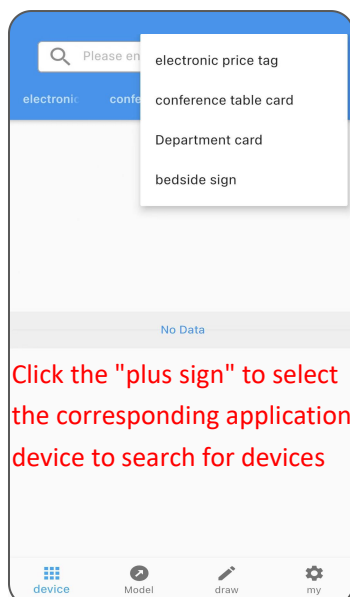 Please en
electronic price tag
electronic
confe
conference table card
Department card
bedside sign
No Data
Click the "plus sign" to select
the corresponding application
device to search for devices
device
Model
draw
my